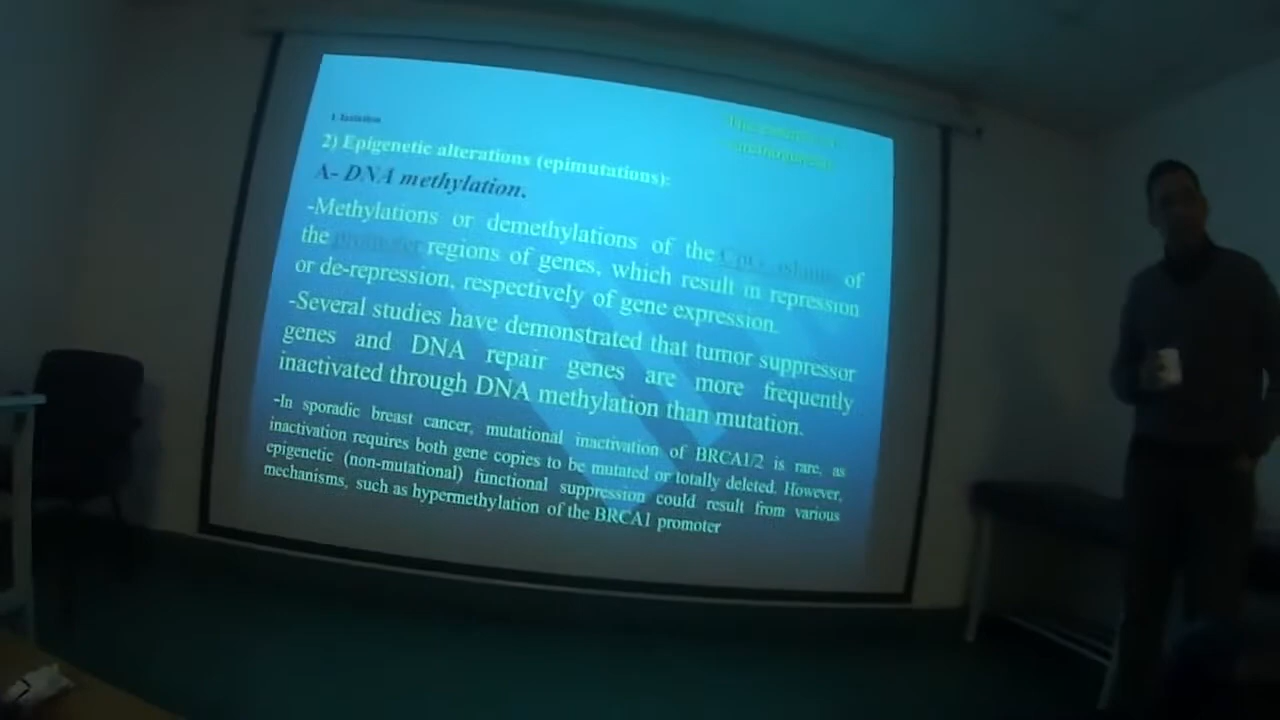 1. Initiation
2) Epigenetic alterations (epimutations):
A- DNA methylation.
-Methylations or demethylations of the CpG islands of
the promoter regions of genes, which result in repression
or de-repression, respectively of gene expression.
-Several studies have demonstrated that tumor suppressor
genes and DNA repair genes are more frequently
inactivated through DNA methylation than mutation.
-In sporadic breast cancer, mutational inactivation of BRCA1/2 is rare, as
inactivation requires both gene copies to be mutated or totally deleted. However,
epigenetic (non-mutational) functional suppression could result from various
mechanisms, such as hypermethylation of the BRCA1 promoter